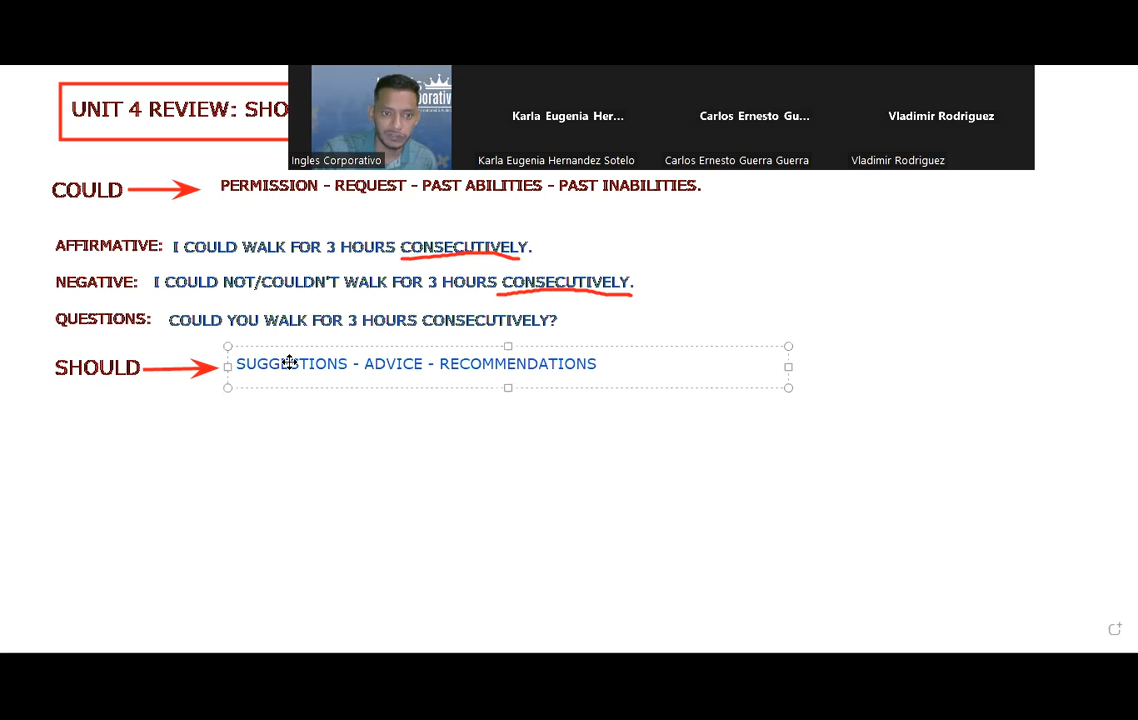 UNIT 4 REVIEW: SHO
Karla Eugenia Her...
Carlos Ernesto Gu...
Vladimir Rodriguez
Ingles Corporativo
Karla Eugenia Hernandez Sotelo
Carlos Ernesto Guerra Guerra
Vladimir Rodriguez
COULD
PERMISSION - REQUEST - PAST ABILITIES - PAST INABILITIES.
AFFIRMATIVE: I COULD WALK FOR 3 HOURS CONSECUTIVELY.
NEGATIVE: I COULD NOT/COULDN'T WALK FOR 3 HOURS CONSECUTIVELY.
QUESTIONS: COULD YOU WALK FOR 3 HOURS CONSECUTIVELY?
SHOULD
SUGGESTIONS - ADVICE - RECOMMENDATIONS